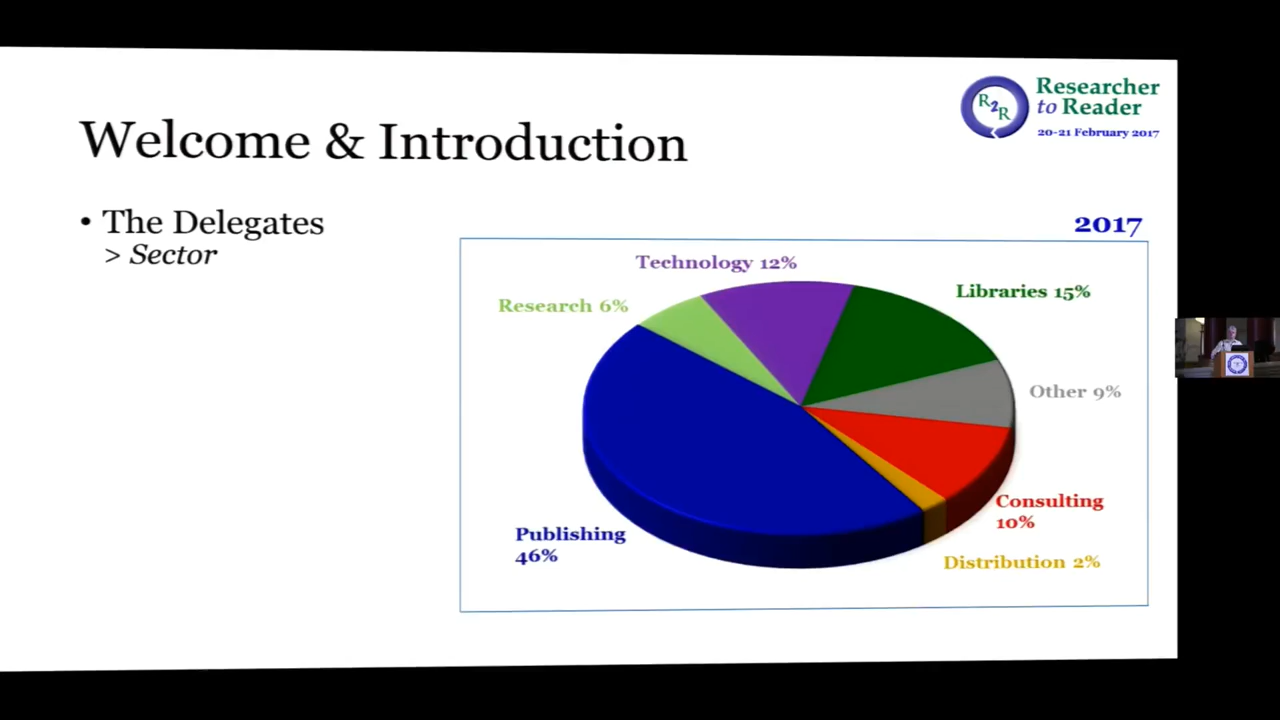 Researcher
to Reader
R2R
20-21 February 2017
Welcome & Introduction
• The Delegates
> Sector
2017
Technology 12%
Libraries 15%
Research 6%
Other 9%
Consulting
10%
Publishing
46%
Distribution 2%